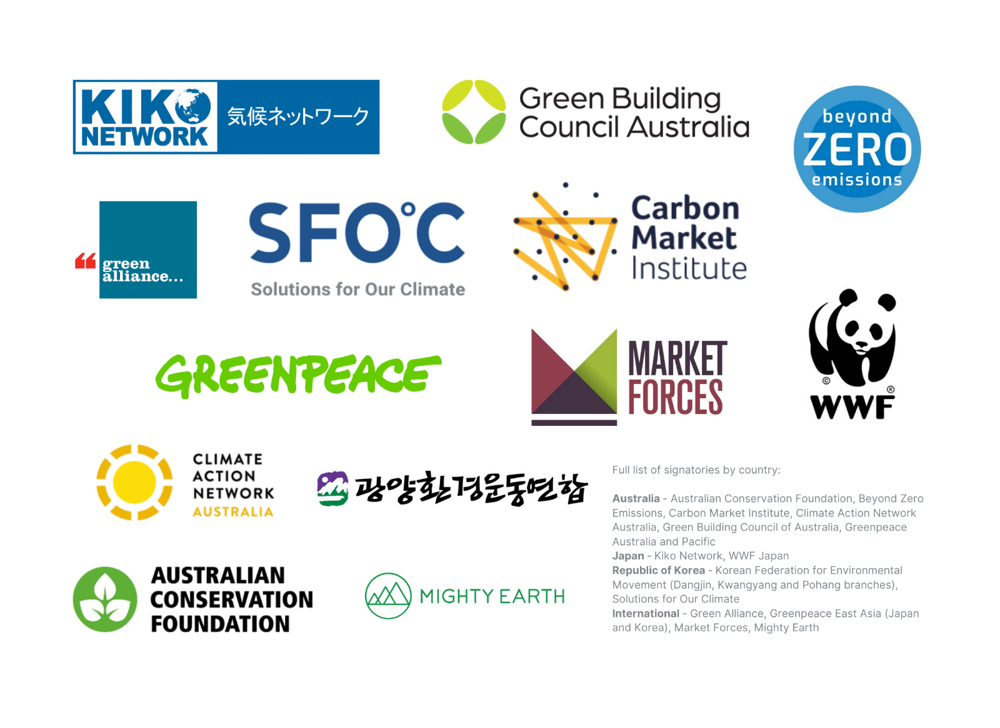 KIKO
NETWORK
気候ネットワーク
Green Building
Council Australia
beyond
ZERO
emissions
green
alliance...
SFO°C
Solutions for Our Climate
Carbon
Market
Institute
GREENPEACE
MARKET
FORCES
©
®
WWF
CLIMATE
ACTION
NETWORK
AUSTRALIA
광양환경운동연합
AUSTRALIAN
CONSERVATION
FOUNDATION
MIGHTY EARTH
Full list of signatories by country:
Australia - Australian Conservation Foundation, Beyond Zero
Emissions, Carbon Market Institute, Climate Action Network
Australia, Green Building Council of Australia, Greenpeace
Australia and Pacific
Japan - Kiko Network, WWF Japan
Republic of Korea - Korean Federation for Environmental
Movement (Dangjin, Kwangyang and Pohang branches),
Solutions for Our Climate
International - Green Alliance, Greenpeace East Asia (Japan
and Korea), Market Forces, Mighty Earth